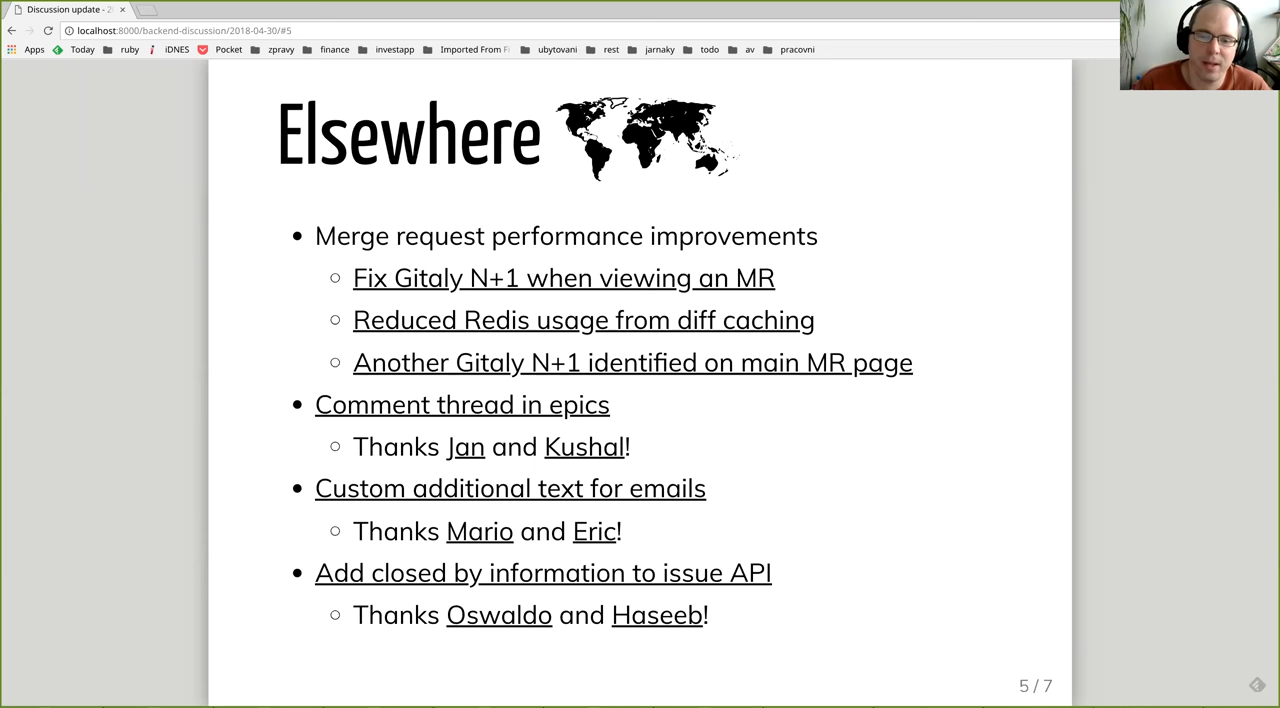 Discussion update - 2
localhost:8000/backend-discussion/2018-04-30/#5
Apps Today ruby iDNES Pocket zpravy finance investapp Imported From Fi ubytovani rest jarnaky todo av pracovni
Elsewhere
Merge request performance improvements
Fix Gitaly N+1 when viewing an MR
Reduced Redis usage from diff caching
Another Gitaly N+1 identified on main MR page
Comment thread in epics
Thanks Jan and Kushal!
Custom additional text for emails
Thanks Mario and Eric!
Add closed by information to issue API
Thanks Oswaldo and Haseeb!
5 / 7